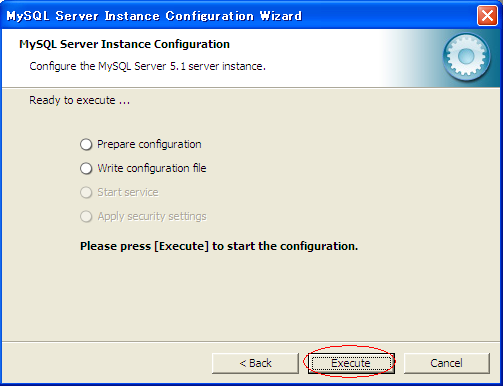 MySQL Server Instance Configuration Wizard
MySQL Server Instance Configuration
Configure the MySQL Server 5.1 server instance.
Ready to execute ...
Prepare configuration
Write configuration file
Start service
Apply security settings
Please press [Execute] to start the configuration.
< Back
Execute
Cancel